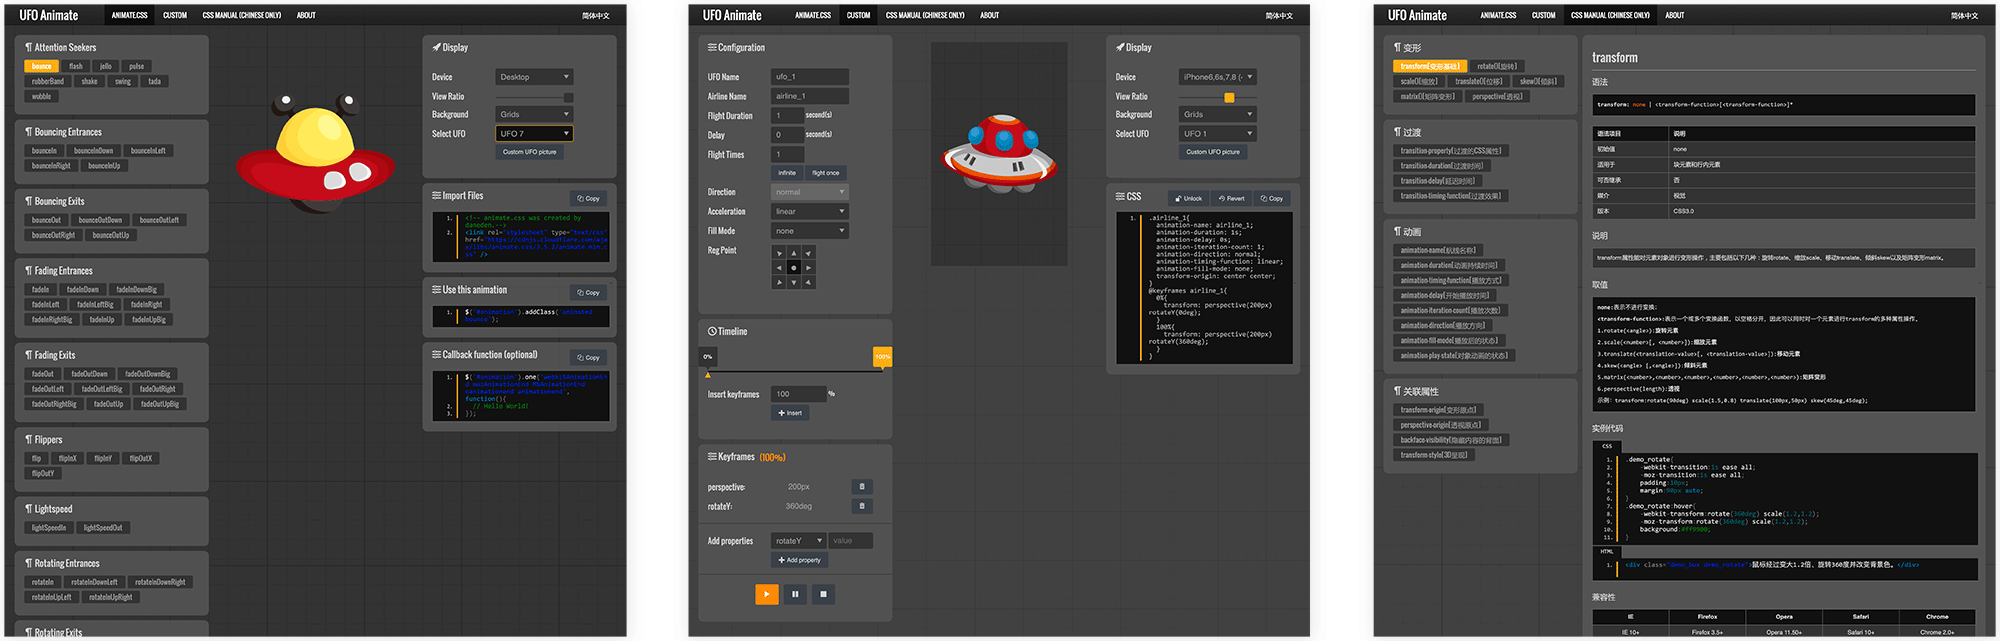 UFO Animate
ANIMATE.CSS
CUSTOM
CSS MANUAL (CHINESE ONLY)
ABOUT
简体中文
Attention Seekers
bounce flash jello pulse
rubberBand shake swing tada
wobble
Bouncing Entrances
bounceIn bounceInDown bounceInLeft
bounceInRight bounceInUp
Bouncing Exits
bounceOut bounceOutDown bounceOutLeft
bounceOutRight bounceOutUp
Fading Entrances
fadeIn fadeInDown fadeInDownBig
fadeInLeft fadeInLeftBig fadeInRight
fadeInRightBig fadeInUp fadeInUpBig
Fading Exits
fadeOut fadeOutDown fadeOutDownBig
fadeOutLeft fadeOutLeftBig fadeOutRight
fadeOutRightBig fadeOutUp fadeOutUpBig
Flippers
flip flipInX flipInY flipOutX
flipOutY
Lightspeed
lightSpeedIn lightSpeedOut
Rotating Entrances
rotateIn rotateInDownLeft rotateInDownRight
rotateInUpLeft rotateInUpRight
Rotating Exits
Display
Device Desktop
View Ratio
Background Grids
Select UFO UFO 7
Custom UFO picture
Import Files Copy
1. <!-- animate.css was created by
daneden.-->
2. <link rel="stylesheet" type="text/css"
Use this animation Copy
1. $("#animation").addClass("animated
bounce");
Callback function (optional) Copy
function(){
2. // Hello World!
3. });
UFO Animate
ANIMATE.CSS
CUSTOM
CSS MANUAL (CHINESE ONLY)
ABOUT
简体中文
Configuration
UFO Name ufo_1
Airline Name airline_1
Flight Duration 1 second(s)
Delay 0 second(s)
Flight Times 1
infinite flight once
Direction normal
Acceleration linear
Fill Mode none
Reg Point
Timeline
0% 100%
Insert keyframes 100 %
Insert
Keyframes (100%)
perspective: 200px
rotateY: 360deg
Add properties rotateY value
Add property
Display
Device iPhone6,6s,7,8 (
View Ratio
Background Grids
Select UFO UFO 1
Custom UFO picture
CSS Unlock Revert Copy
1. .airline_1{
animation-name: airline_1;
animation-duration: 1s;
animation-delay: 0s;
animation-iteration-count: 1;
animation-direction: normal;
animation-timing-function: linear;
animation-fill-mode: none;
transform-origin: center center;
}
@keyframes airline_1{
0%{
transform: perspective(200px)
rotateY(0deg);
}
100%{
transform: perspective(200px)
rotateY(360deg);
}
}
UFO Animate
ANIMATE.CSS
CUSTOM
CSS MANUAL (CHINESE ONLY)
ABOUT
简体中文
变形
transform[变形基础] rotate()[旋转]
scale()[缩放] translate()[位移] skew()[倾斜]
matrix()[矩阵变形] perspective[透视]
过渡
transition-property[过渡的CSS属性]
transition-duration[过渡时间]
transition-delay[延迟时间]
transition-timing-function[过渡效果]
动画
animation-name[航线名称]
animation-duration[动画持续时间]
animation-timing-function[播放方式]
animation-delay[开始播放时间]
animation-iteration-count[播放次数]
animation-direction[播放方向]
animation-fill-mode[播放后的状态]
animation-play-state[对象动画的状态]
关联属性
transform-origin[变形原点]
perspective-origin[透视原点]
backface-visibility[隐藏内容的背面]
transform-style[3D呈现]
transform
语法
transform: none | <transform-function>[<transform-function>]*
语法项目 说明
初始值 none
适用于 块元素和行内元素
可否继承 否
媒介 视觉
版本 CSS3.0
说明
transform属性能对元素对象进行变形操作，主要包括以下几种：旋转rotate、缩放scale、移动translate、倾斜skew以及矩阵变形matrix。
取值
none:表示不进行变换;
<transform-function>:表示一个或多个变换函数，以空格分开，因此可以同时对一个元素进行transform的多种属性操作。
1.rotate(<angle>):旋转元素
2.scale(<number>[, <number>]):缩放元素
3.translate(<translation-value>[, <translation-value>]):移动元素
4.skew(<angle> [,<angle>]):倾斜元素
5.matrix(<number>,<number>,<number>,<number>,<number>,<number>):矩阵变形
6.perspective(length):透视
示例：transform:rotate(90deg) scale(1.5,0.8) translate(100px,50px) skew(45deg,45deg);
实例代码
CSS
1. .demo_rotate{
2. -webkit-transition:1s ease all;
3. -moz-transition:1s ease all;
4. padding:10px;
5. margin:90px auto;
6. }
7. .demo_rotate:hover{
8. -webkit-transform:rotate(360deg) scale(1.2,1.2);
9. -moz-transform:rotate(360deg) scale(1.2,1.2);
10. background:#ff9900;
11. }
HTML
1. <div class="demo_box demo_rotate">鼠标经过变大1.2倍、旋转360度并改变背景色。</div>
兼容性
IE Firefox Opera Safari Chrome
IE 10+ Firefox 3.5+ Opera 11.50+ Safari 10+ Chrome 2.0+